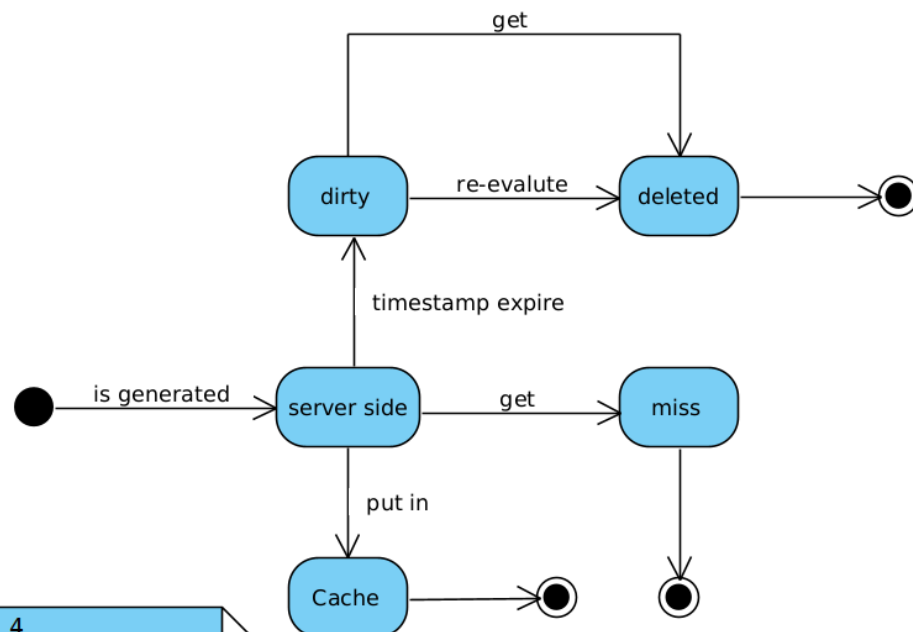 get
dirty
re-evalute
deleted
timestamp expire
is generated
server side
get
miss
put in
Cache
4